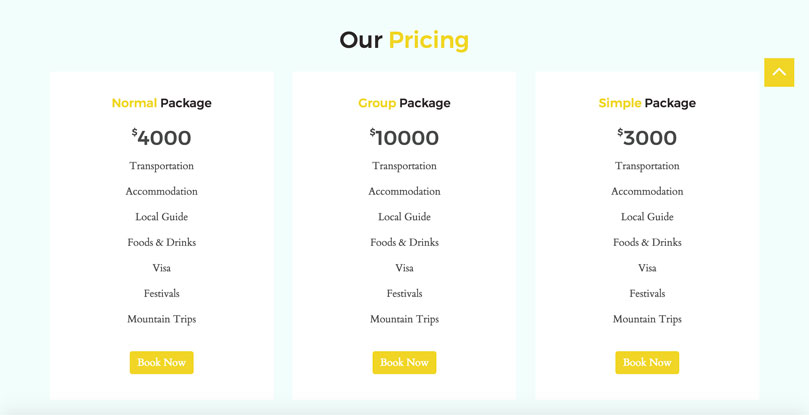 Our Pricing
Normal Package
$4000
Transportation
Accommodation
Local Guide
Foods & Drinks
Visa
Festivals
Mountain Trips
Book Now
Group Package
$10000
Transportation
Accommodation
Local Guide
Foods & Drinks
Visa
Festivals
Mountain Trips
Book Now
Simple Package
$3000
Transportation
Accommodation
Local Guide
Foods & Drinks
Visa
Festivals
Mountain Trips
Book Now